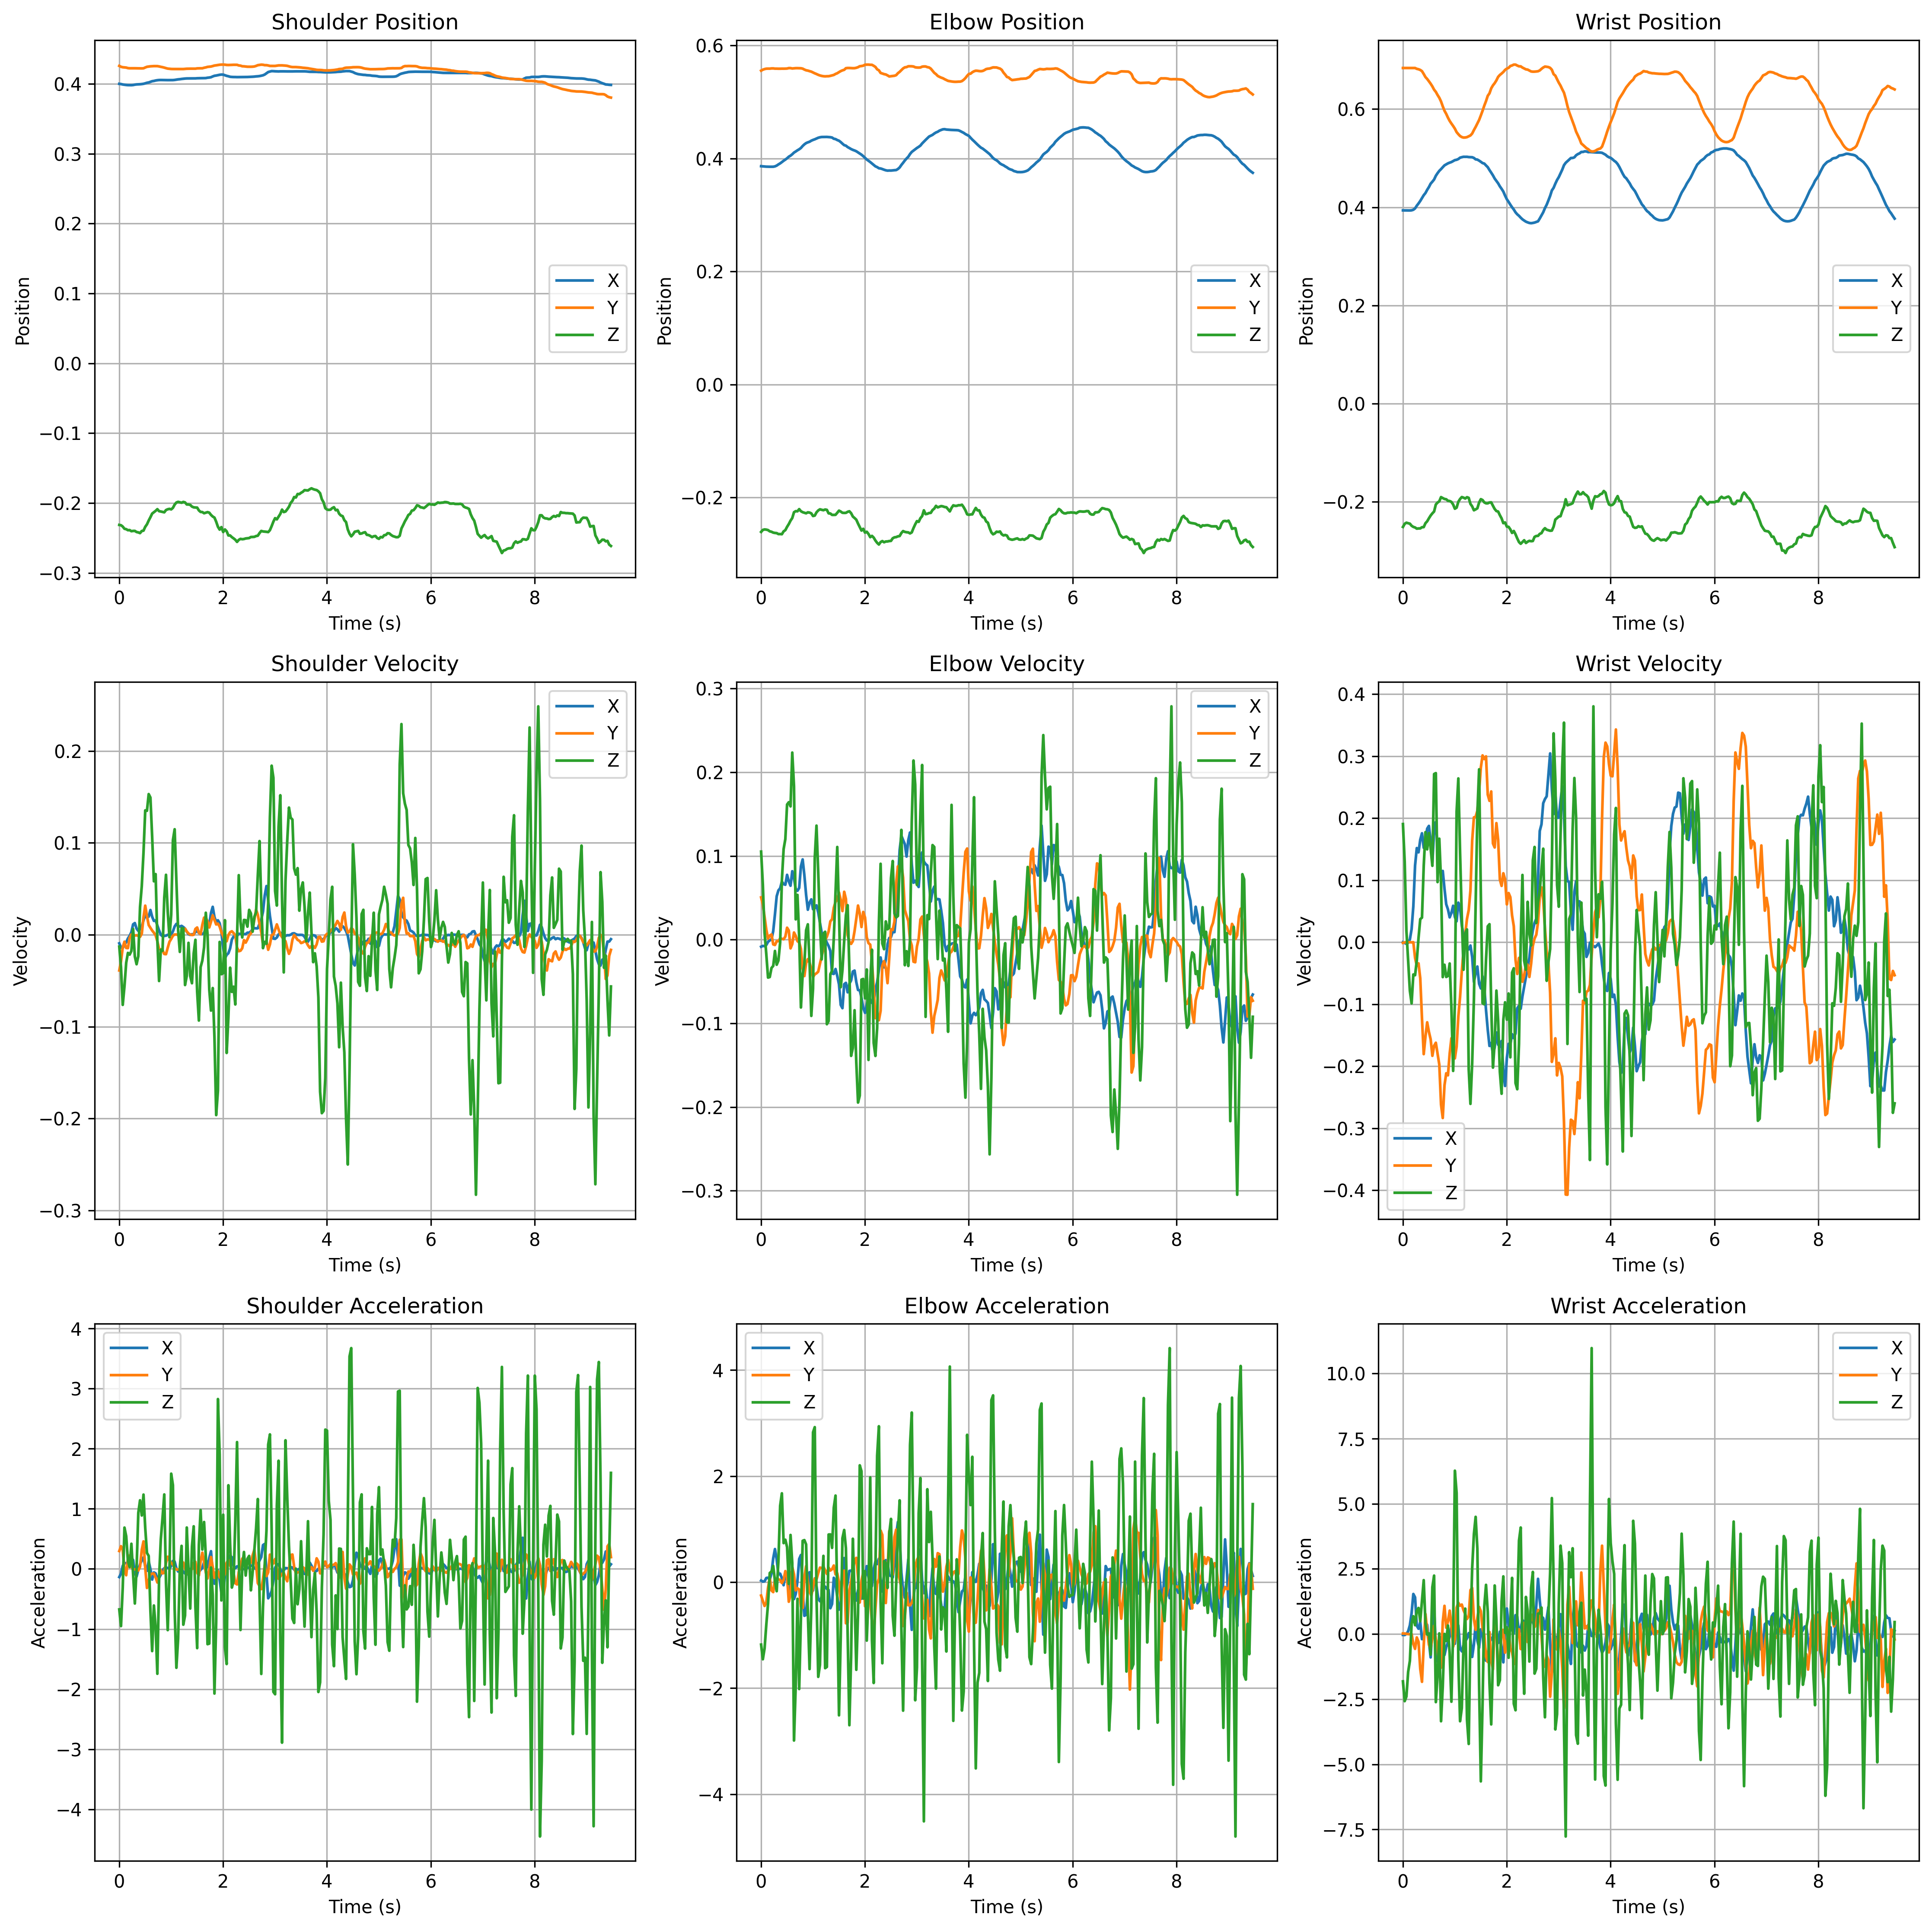 Shoulder Position
Position
0.4
0.3
0.2
0.1
0.0
−0.1
−0.2
−0.3
X
Y
Z
0 2 4 6 8
Time (s)
Elbow Position
Position
0.6
0.4
0.2
0.0
−0.2
X
Y
Z
0 2 4 6 8
Time (s)
Wrist Position
Position
0.6
0.4
0.2
0.0
−0.2
X
Y
Z
0 2 4 6 8
Time (s)
Shoulder Velocity
Velocity
0.2
0.1
0.0
−0.1
−0.2
−0.3
X
Y
Z
0 2 4 6 8
Time (s)
Elbow Velocity
Velocity
0.3
0.2
0.1
0.0
−0.1
−0.2
−0.3
X
Y
Z
0 2 4 6 8
Time (s)
Wrist Velocity
Velocity
0.4
0.3
0.2
0.1
0.0
−0.1
−0.2
−0.3
−0.4
X
Y
Z
0 2 4 6 8
Time (s)
Shoulder Acceleration
Acceleration
4
3
2
1
0
−1
−2
−3
−4
X
Y
Z
0 2 4 6 8
Time (s)
Elbow Acceleration
Acceleration
4
2
0
−2
−4
X
Y
Z
0 2 4 6 8
Time (s)
Wrist Acceleration
Acceleration
10.0
7.5
5.0
2.5
0.0
−2.5
−5.0
−7.5
X
Y
Z
0 2 4 6 8
Time (s)